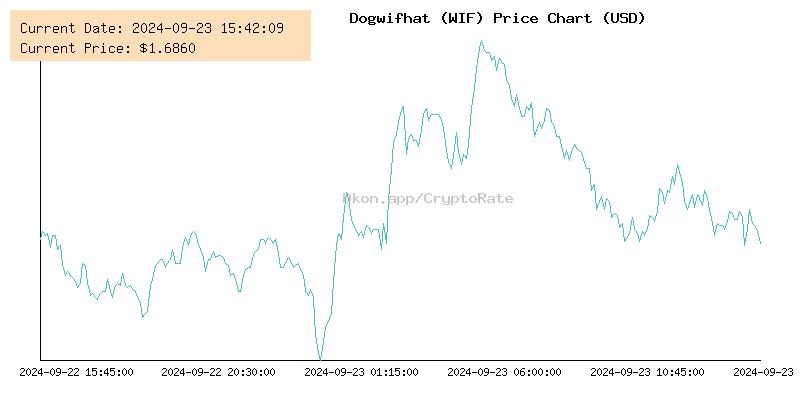 Dogwifhat (WIF) Price Chart (USD)
Current Date: 2024-09-23 15:42:09
Current Price: $1.6860
Ukon.app/CryptoRate
2024-09-22 15:45:00 2024-09-22 20:30:00 2024-09-23 01:15:00 2024-09-23 06:00:00 2024-09-23 10:45:00 2024-09-23